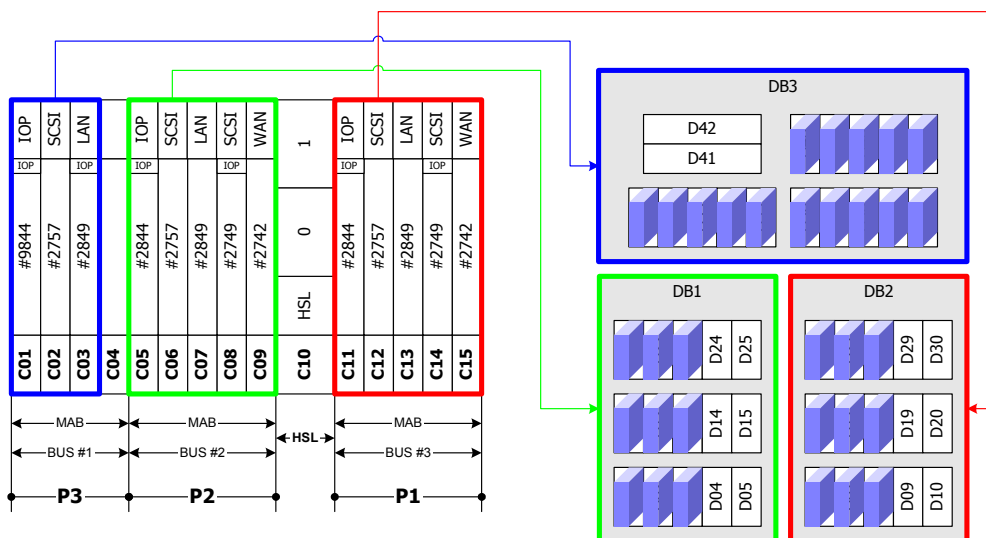 IOP SCSI LAN IOP SCSI LAN SCSI WAN 1 IOP SCSI LAN SCSI WAN
IOP IOP IOP IOP IOP IOP
#9844 #2757 #2849 #2844 #2757 #2849 #2749 #2742 0 #2844 #2757 #2849 #2749 #2742
HSL
C01 C02 C03 C04 C05 C06 C07 C08 C09 C10 C11 C12 C13 C14 C15
MAB MAB HSL MAB
BUS #1 BUS #2 BUS #3
P3 P2 P1
DB3
D42
D41
DB1
D24 D25
D14 D15
D04 D05
DB2
D29 D30
D19 D20
D09 D10